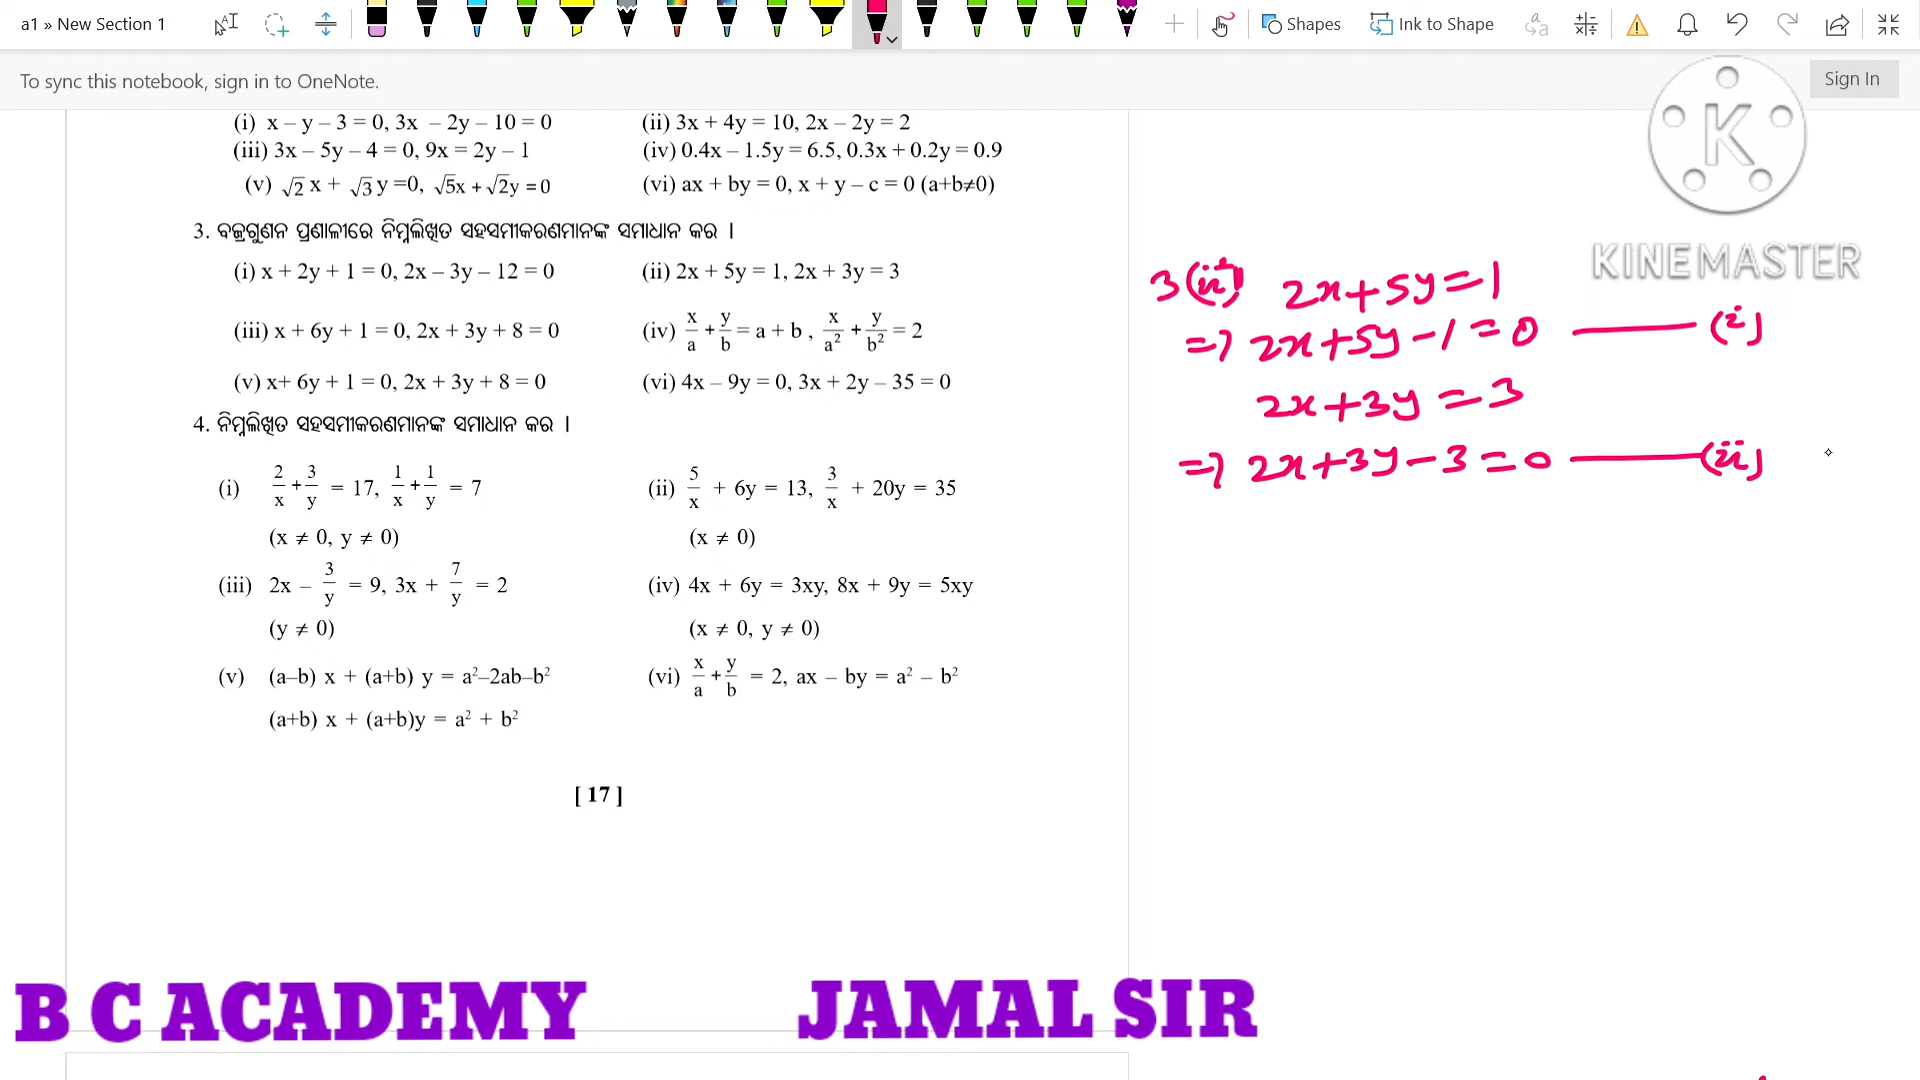 a1 » New Section 1
Shapes
Ink to Shape
To sync this notebook, sign in to OneNote.
Sign In
K
KINEMASTER
(i) x – y – 3 = 0, 3x – 2y – 10 = 0
(ii) 3x + 4y = 10, 2x – 2y = 2
(iii) 3x – 5y – 4 = 0, 9x = 2y – 1
(iv) 0.4x – 1.5y = 6.5, 0.3x + 0.2y = 0.9
(v) √2 x + √3 y =0, √5x + √2y = 0
(vi) ax + by = 0, x + y – c = 0 (a+b≠0)
3. ବଜ୍ରଗୁଣନ ପ୍ରଣାଳୀରେ ନିମ୍ନଲିଖିତ ସହସମୀକରଣମାନଙ୍କ ସମାଧାନ କର ।
(i) x + 2y + 1 = 0, 2x – 3y – 12 = 0
(ii) 2x + 5y = 1, 2x + 3y = 3
(iii) x + 6y + 1 = 0, 2x + 3y + 8 = 0
(iv) x/a + y/b = a + b , x/a² + y/b² = 2
(v) x+ 6y + 1 = 0, 2x + 3y + 8 = 0
(vi) 4x – 9y = 0, 3x + 2y – 35 = 0
4. ନିମ୍ନଲିଖିତ ସହସମୀକରଣମାନଙ୍କ ସମାଧାନ କର ।
(i) 2/x + 3/y = 17, 1/x + 1/y = 7
(ii) 5/x + 6y = 13, 3/x + 20y = 35
(x ≠ 0, y ≠ 0)
(x ≠ 0)
(iii) 2x – 3/y = 9, 3x + 7/y = 2
(iv) 4x + 6y = 3xy, 8x + 9y = 5xy
(y ≠ 0)
(x ≠ 0, y ≠ 0)
(v) (a–b) x + (a+b) y = a²–2ab–b²
(vi) x/a + y/b = 2, ax – by = a² – b²
(a+b) x + (a+b)y = a² + b²
[ 17 ]
3 (ii) 2x+5y=1
=> 2x+5y-1=0 —— (i)
2x+3y=3
=> 2x+3y-3=0 —— (ii)
B C ACADEMY
JAMAL SIR